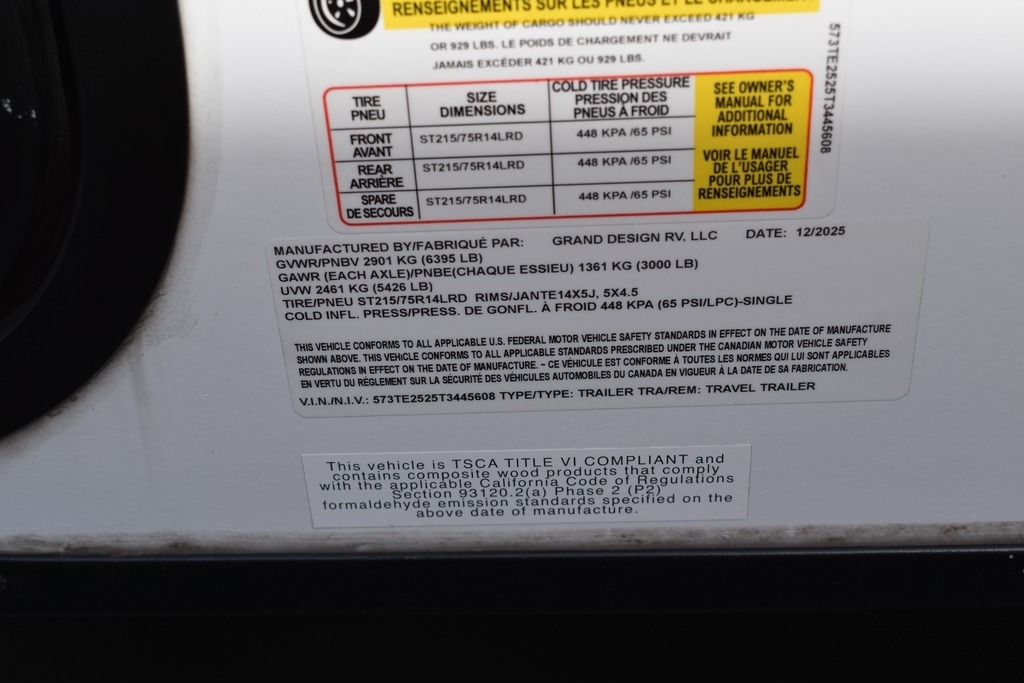 RENSEIGNEMENTS SUR LES PNEUS ET LE CHARGEMENT
THE WEIGHT OF CARGO SHOULD NEVER EXCEED 421 KG
OR 929 LBS. LE POIDS DE CHARGEMENT NE DEVRAIT
JAMAIS EXCÉDER 421 KG OU 929 LBS.
TIRE PNEU SIZE DIMENSIONS COLD TIRE PRESSURE PRESSION DES PNEUS À FROID
FRONT AVANT ST215/75R14LRD 448 KPA /65 PSI
REAR ARRIÈRE ST215/75R14LRD 448 KPA /65 PSI
SPARE DE SECOURS ST215/75R14LRD 448 KPA /65 PSI
SEE OWNER'S
MANUAL FOR
ADDITIONAL
INFORMATION
VOIR LE MANUEL
DE L'USAGER
POUR PLUS DE
RENSEIGNEMENTS
573TE2525T3445608
MANUFACTURED BY/FABRIQUÉ PAR: GRAND DESIGN RV, LLC DATE: 12/2025
GVWR/PNBV 2901 KG (6395 LB)
GAWR (EACH AXLE)/PNBE(CHAQUE ESSIEU) 1361 KG (3000 LB)
UVW 2461 KG (5426 LB)
TIRE/PNEU ST215/75R14LRD RIMS/JANTE14X5J, 5X4.5
COLD INFL. PRESS/PRESS. DE GONFL. À FROID 448 KPA (65 PSI/LPC)-SINGLE
THIS VEHICLE CONFORMS TO ALL APPLICABLE U.S. FEDERAL MOTOR VEHICLE SAFETY STANDARDS IN EFFECT ON THE DATE OF MANUFACTURE
SHOWN ABOVE. THIS VEHICLE CONFORMS TO ALL APPLICABLE STANDARDS PRESCRIBED UNDER THE CANADIAN MOTOR VEHICLE SAFETY
REGULATIONS IN EFFECT ON THE DATE OF MANUFACTURE. ~ CE VÉHICULE EST CONFORME À TOUTES LES NORMES QUI LUI SONT APPLICABLES
EN VERTU DU RÈGLEMENT SUR LA SÉCURITÉ DES VÉHICULES AUTOMOBILES DU CANADA EN VIGUEUR À LA DATE DE SA FABRICATION.
V.I.N./N.I.V.: 573TE2525T3445608 TYPE/TYPE: TRAILER TRA/REM: TRAVEL TRAILER
This vehicle is TSCA TITLE VI COMPLIANT and
contains composite wood products that comply
with the applicable California Code of Regulations
Section 93120.2(a) Phase 2 (P2)
formaldehyde emission standards specified on the
above date of manufacture.